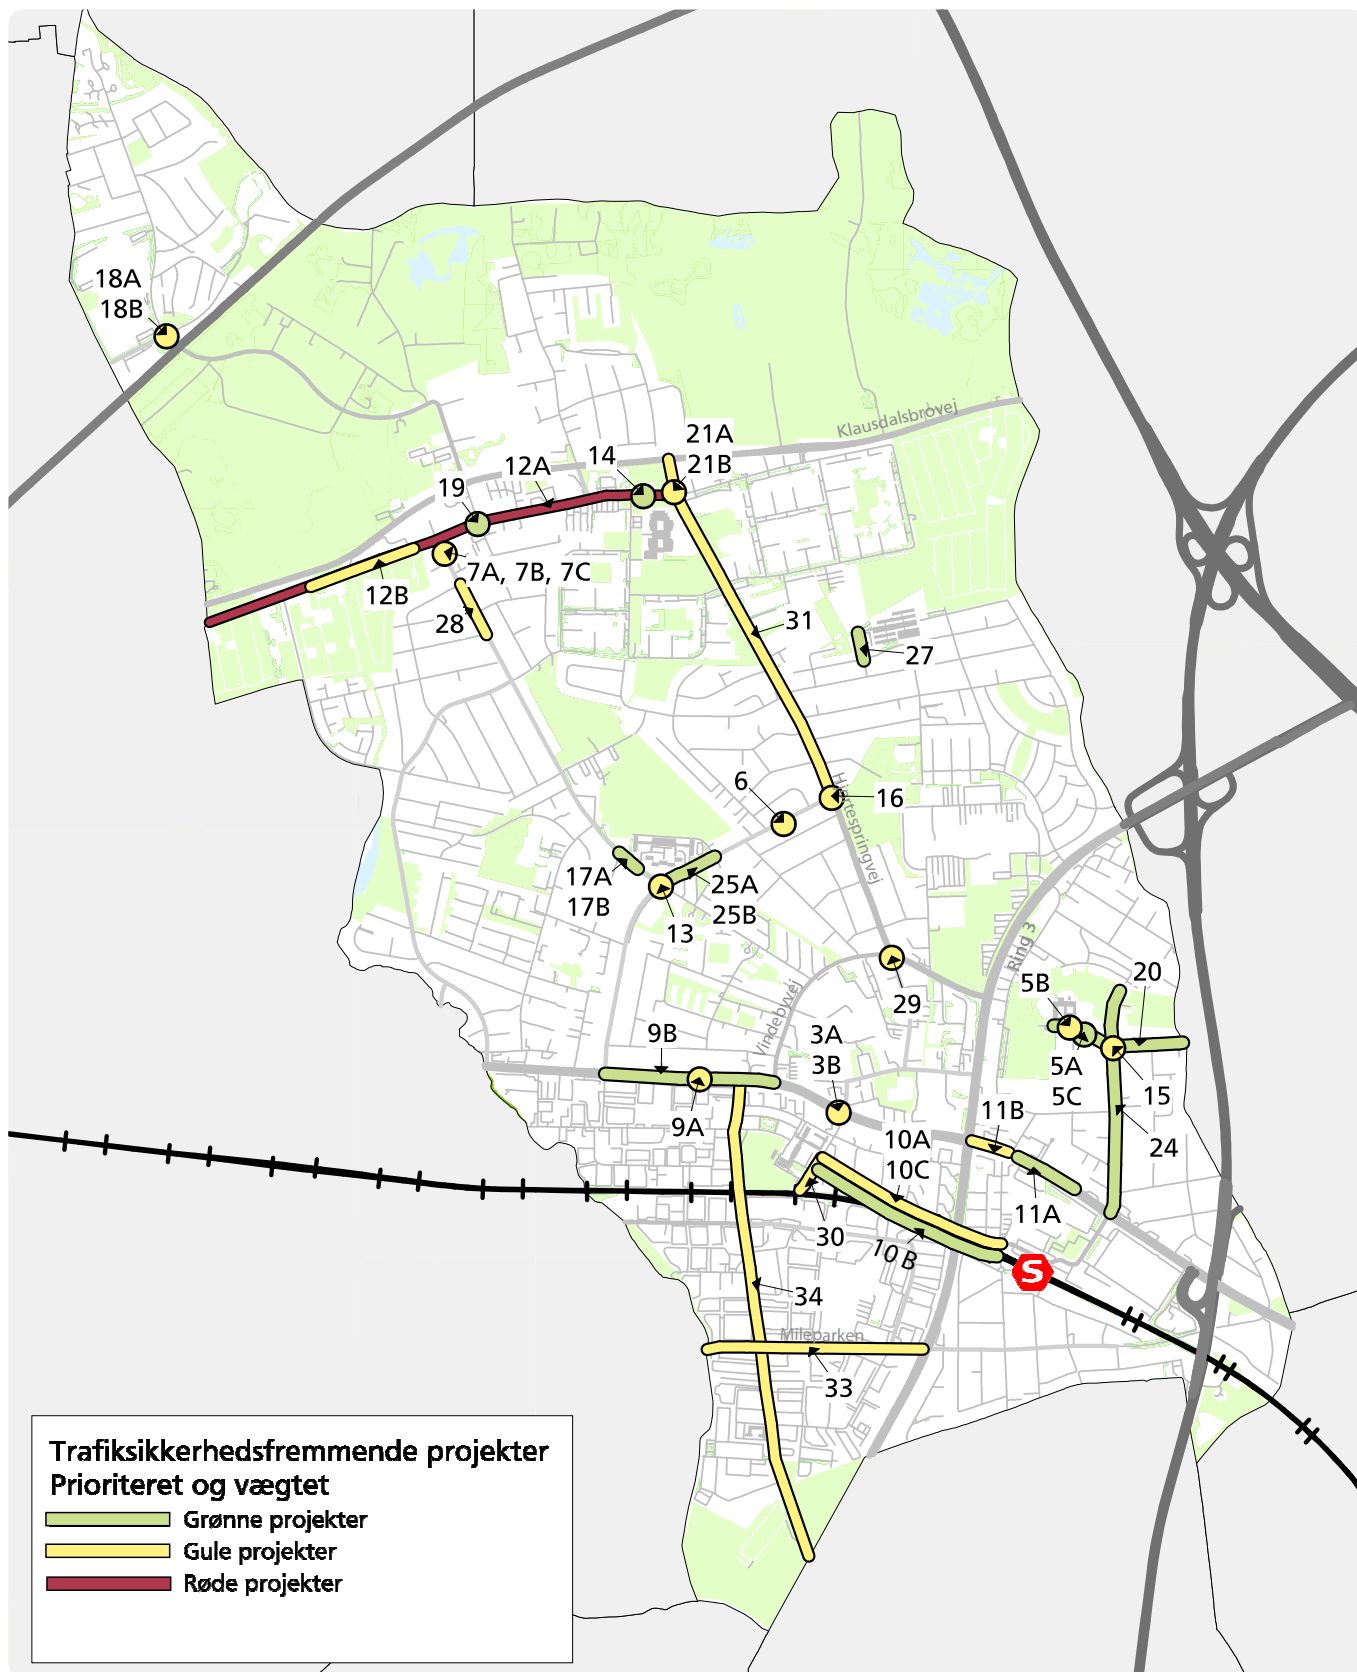 18A
18B
Klausdalsbrovej
21A
21B
14
12A
19
7A, 7B, 7C
12B
28
31
27
6
16
Hjortespringvej
17A
17B
25A
25B
13
Ring 3
29
20
5B
Vindebyvej
3A
3B
9B
5A
5C
15
9A
11B
10A
10C
24
11A
30
10 B
S
34
Mileparken
33
Trafiksikkerhedsfremmende projekter
Prioriteret og vægtet
Grønne projekter
Gule projekter
Røde projekter